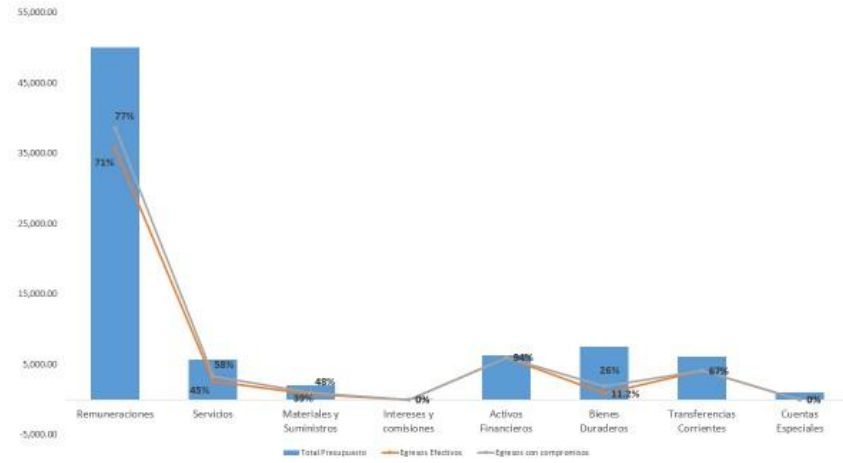 55,000.00
45,000.00
35,000.00
25,000.00
15,000.00
5,000.00
-5,000.00
77%
71%
58%
45%
48%
39%
0%
94%
26%
11.2%
67%
0%
Remuneraciones
Servicios
Materiales y
Suministros
Intereses y
comisiones
Activos
Financieros
Bienes
Duraderos
Transferencias
Corrientes
Cuentas
Especiales
Total Presupuesto
Egresos Efectivos
Egresos con compromisos